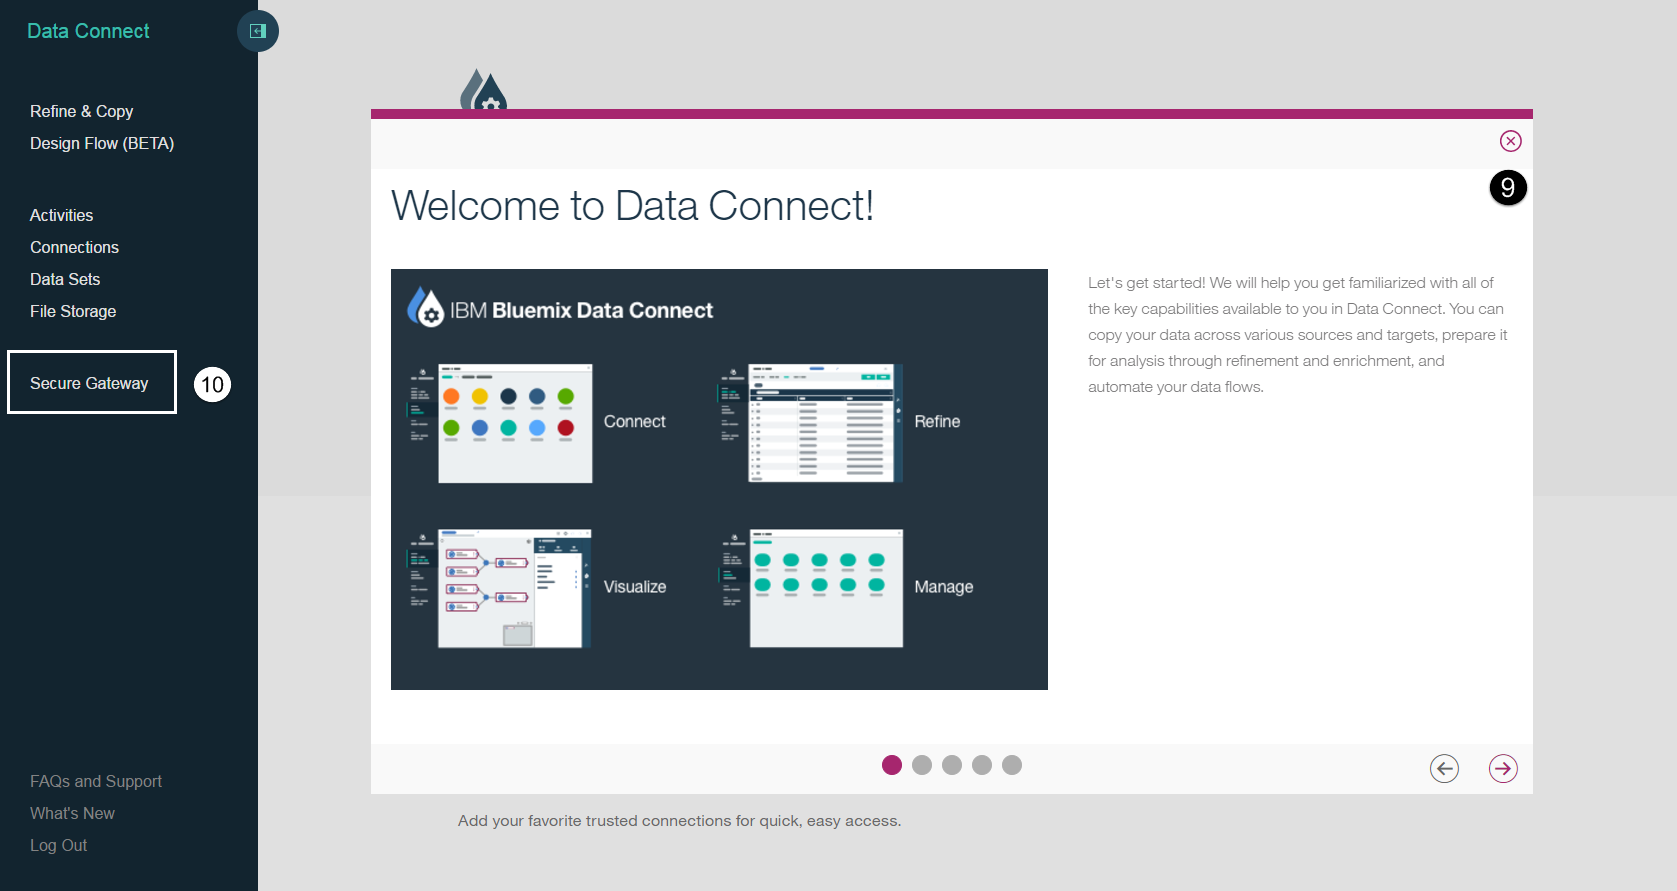 Data Connect
Refine & Copy
Design Flow (BETA)
Activities
Connections
Data Sets
File Storage
Secure Gateway
10
FAQs and Support
What's New
Log Out
9
Welcome to Data Connect!
IBM Bluemix Data Connect
Connect
Refine
Visualize
Manage
Let's get started! We will help you get familiarized with all of
the key capabilities available to you in Data Connect. You can
copy your data across various sources and targets, prepare it
for analysis through refinement and enrichment, and
automate your data flows.
Add your favorite trusted connections for quick, easy access.